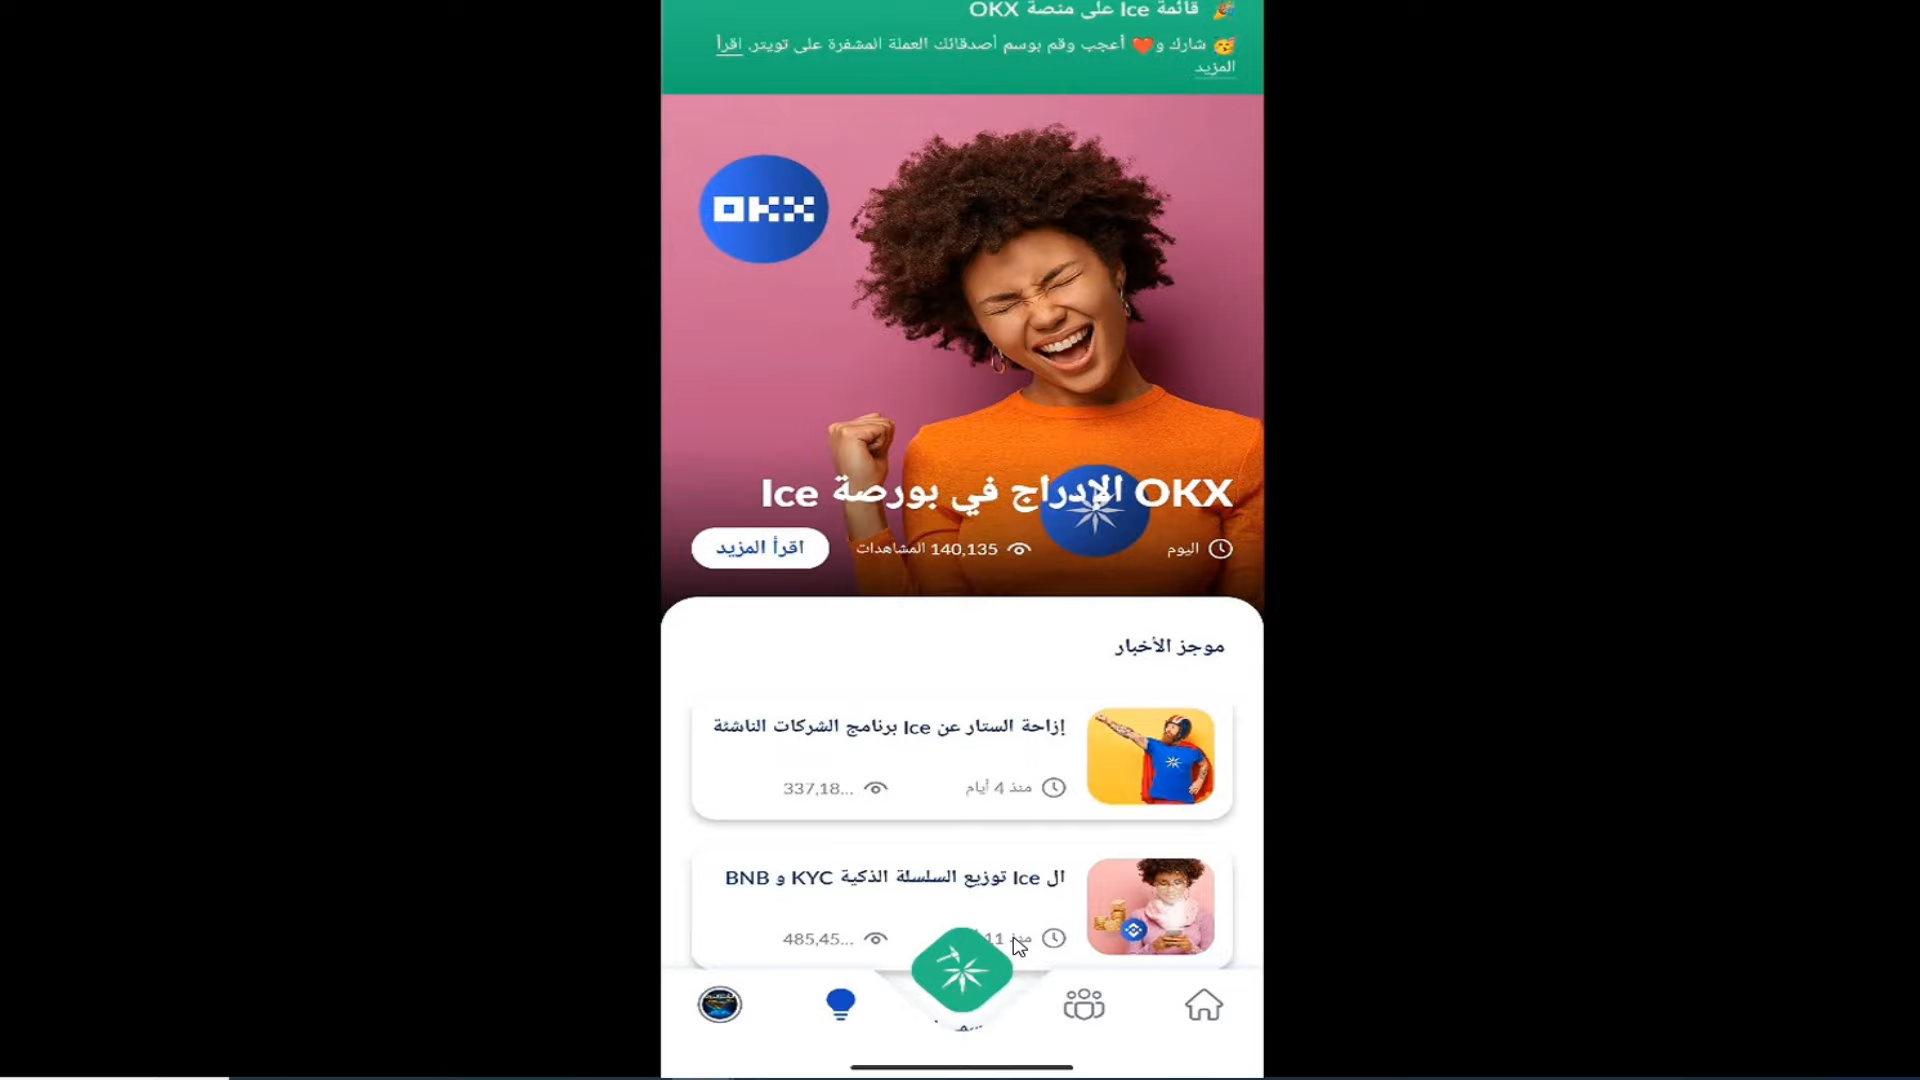 🎉 قائمة Ice على منصة OKX
🥳 شارك و❤️ أعجب وقم بوسم أصدقائك العملة المشفرة على تويتر. اقرأ
المزيد
OKX
OKX الإدراج في بورصة Ice
اليوم
140,135 المشاهدات
اقرأ المزيد
موجز الأخبار
إزاحة الستار عن Ice برنامج الشركات الناشئة
منذ 4 أيام
337,18...
ال Ice توزيع السلسلة الذكية KYC و BNB
منذ 11
485,45...